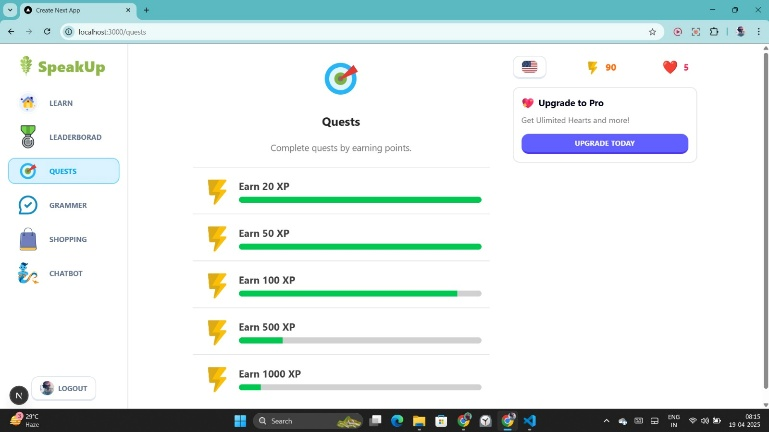 Create Next App
localhost:3000/quests
SpeakUp
LEARN
LEADERBORAD
QUESTS
GRAMMER
SHOPPING
CHATBOT
N
LOGOUT
Quests
Complete quests by earning points.
Earn 20 XP
Earn 50 XP
Earn 100 XP
Earn 500 XP
Earn 1000 XP
90
5
Upgrade to Pro
Get Ulimited Hearts and more!
UPGRADE TODAY
29°C
Haze
Search
ENG
IN
08:15
19-04-2025